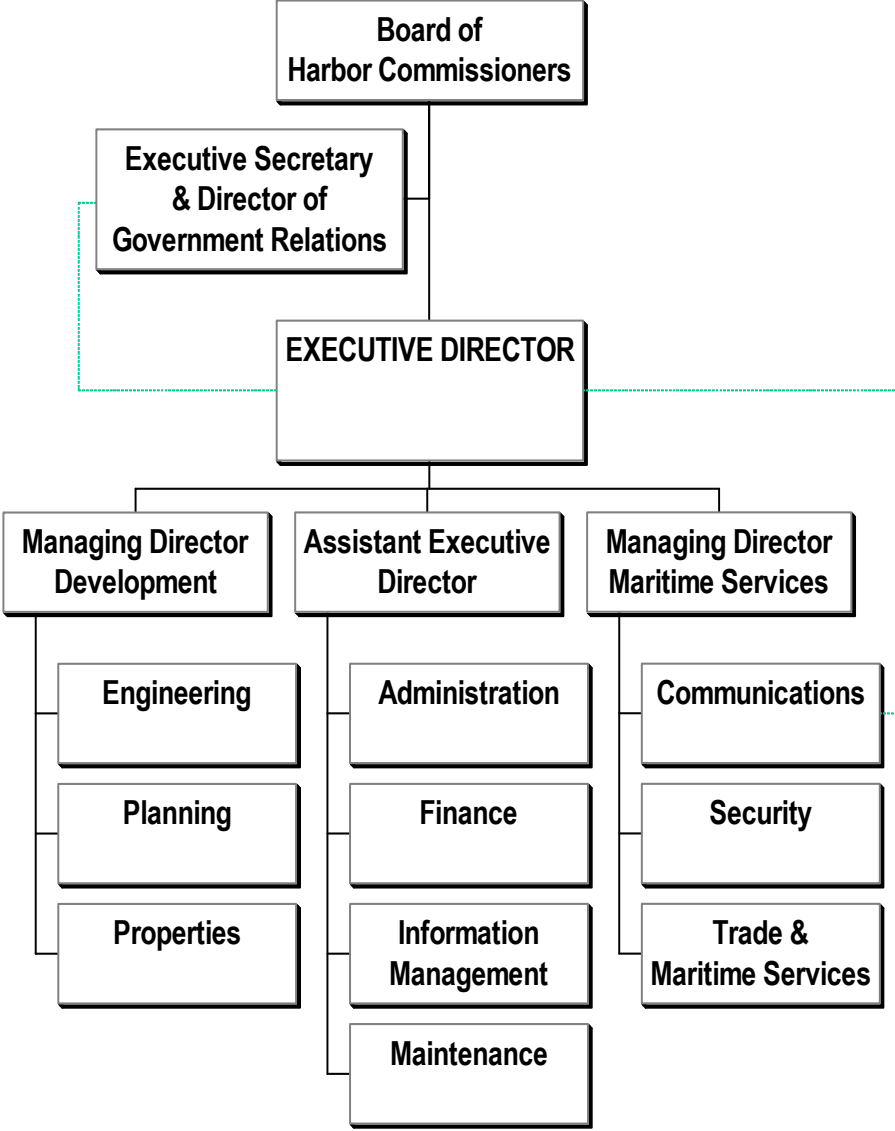 Board of
Harbor Commissioners
Executive Secretary
& Director of
Government Relations
EXECUTIVE DIRECTOR
Managing Director
Development
Assistant Executive
Director
Managing Director
Maritime Services
Engineering
Administration
Communications
Planning
Finance
Security
Properties
Information
Management
Trade &
Maritime Services
Maintenance